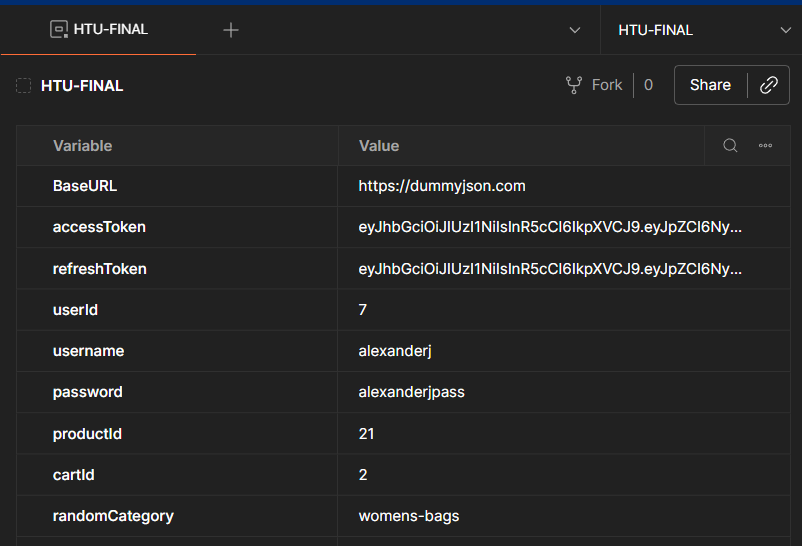 HTU-FINAL
HTU-FINAL
HTU-FINAL
Fork 0 Share
Variable Value
BaseURL https://dummyjson.com
accessToken eyJhbGciOiJIUzI1NiIsInR5cCI6IkpXVCJ9.eyJpZCI6Ny...
refreshToken eyJhbGciOiJIUzI1NiIsInR5cCI6IkpXVCJ9.eyJpZCI6Ny...
userId 7
username alexanderj
password alexanderjpass
productId 21
cartId 2
randomCategory womens-bags